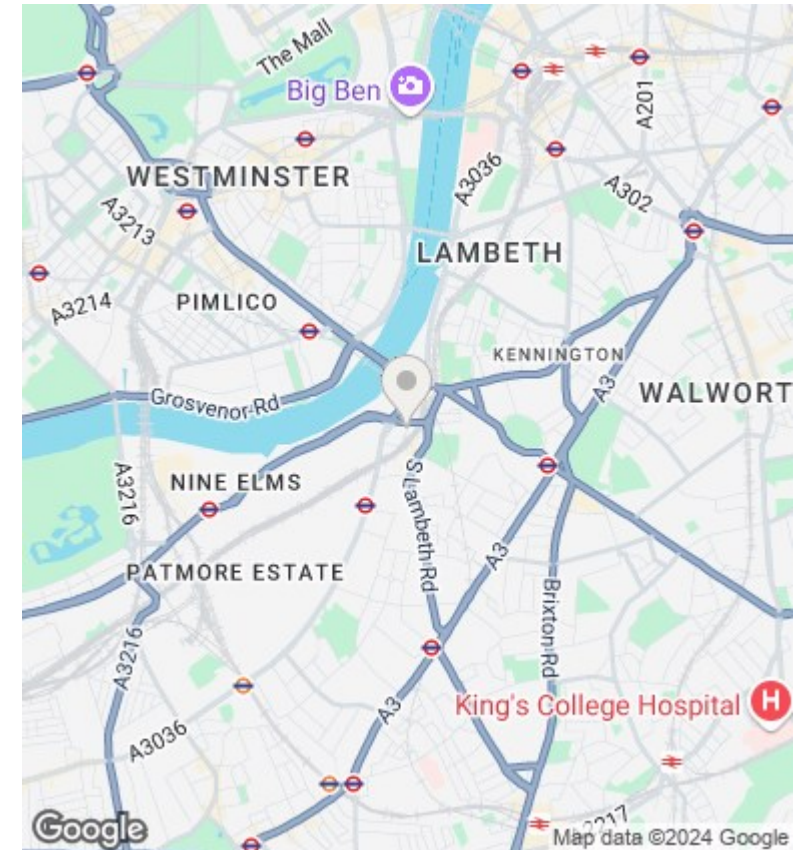 The Mall
Big Ben
A201
WESTMINSTER
A3036
A302
A3213
LAMBETH
A3214
PIMLICO
KENNINGTON
A3
WALWORT
Grosvenor Rd
A3216
NINE ELMS
S Lambeth Rd
A3
PATMORE ESTATE
Brixton Rd
A3216
King's College Hospital
H
A3
A3036
A2217
Google
Map data ©2024 Google